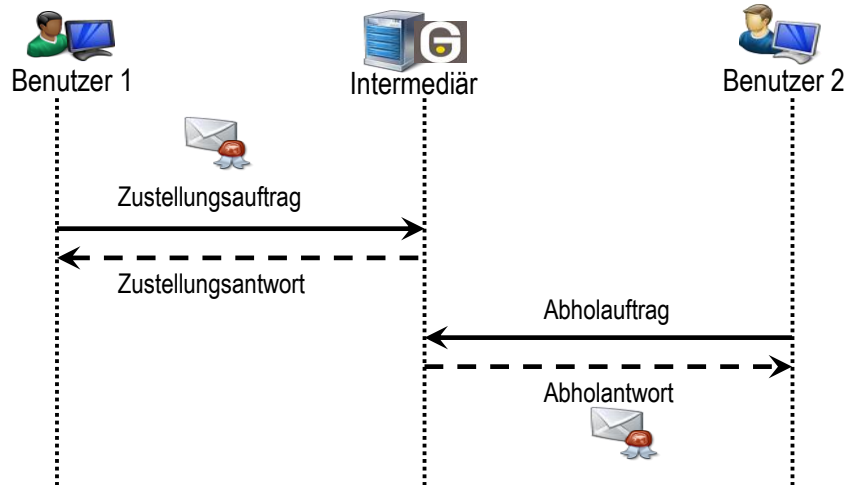 Benutzer 1
Intermediär
Benutzer 2
Zustellungsauftrag
Zustellungsantwort
Abholauftrag
Abholantwort